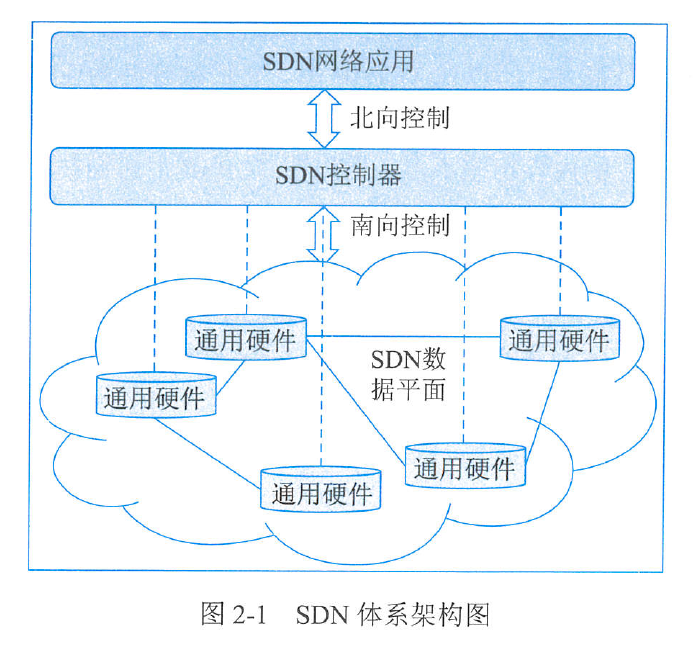 SDN网络应用
北向控制
SDN控制器
南向控制
通用硬件
通用硬件
SDN数
据平面
通用硬件
通用硬件
通用硬件
图 2-1 SDN 体系架构图